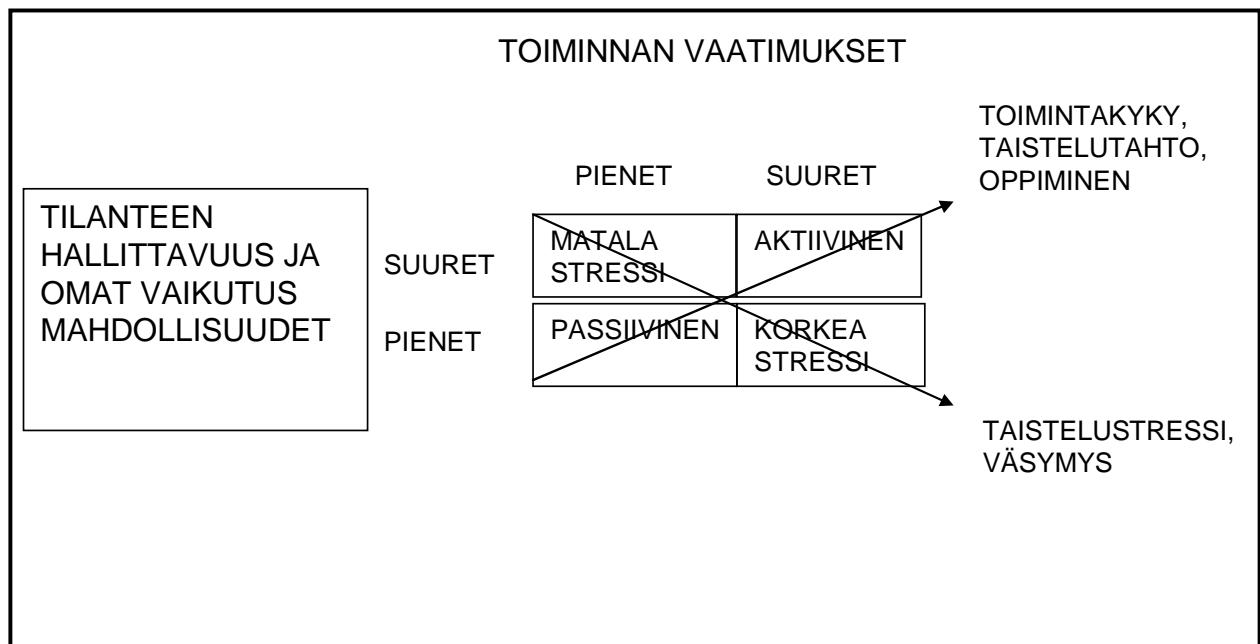 TOIMINNAN VAATIMUKSET
TOIMINTAKYKY,
TAISTELUTAHTO,
OPPIMINEN
PIENET SUURET
TILANTEEN
HALLITTAVUUS JA
OMAT VAIKUTUS
MAHDOLLISUUDET
SUURET
PIENET
MATALA
STRESSI
AKTIIVINEN
PASSIIVINEN
KORKEA
STRESSI
TAISTELUSTRESSI,
VÄSYMYS